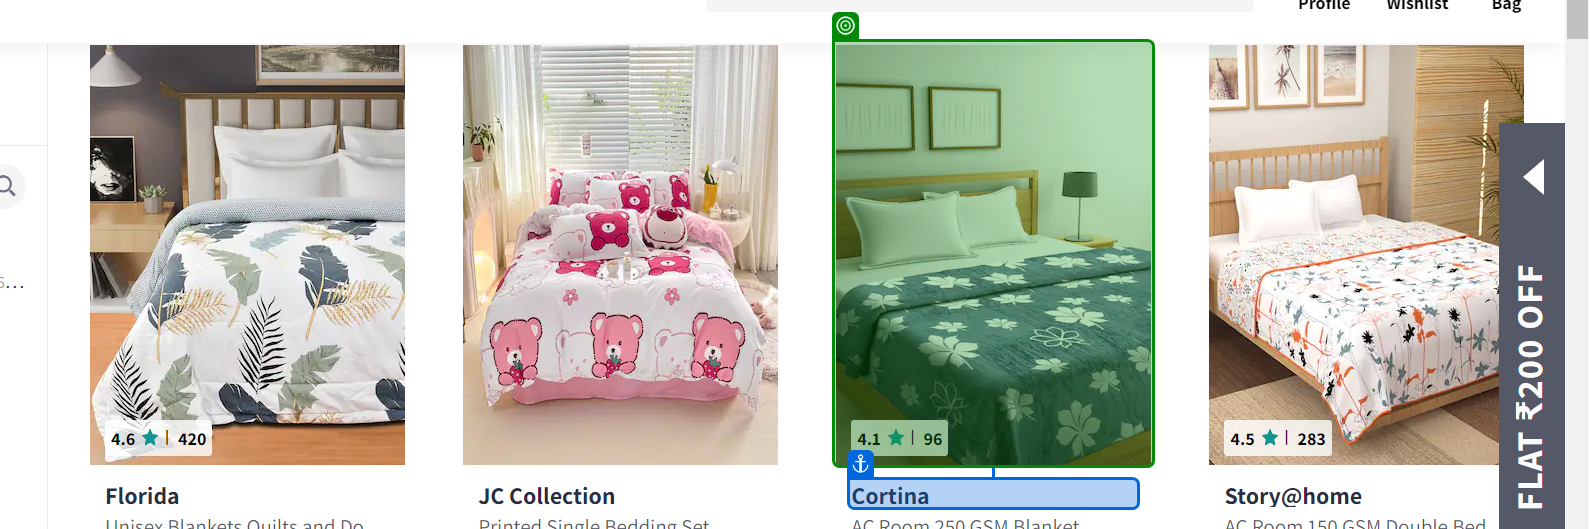 Profile Wishlist Bag
s...
4.6 ★ | 420
4.1 ★ | 96
4.5 ★ | 283
Florida
JC Collection
Cortina
Story@home
Unisex Blankets Quilts and Do
Printed Single Bedding Set
AC Room 250 GSM Blanket
AC Room 150 GSM Double Bed
FLAT ₹200 OFF